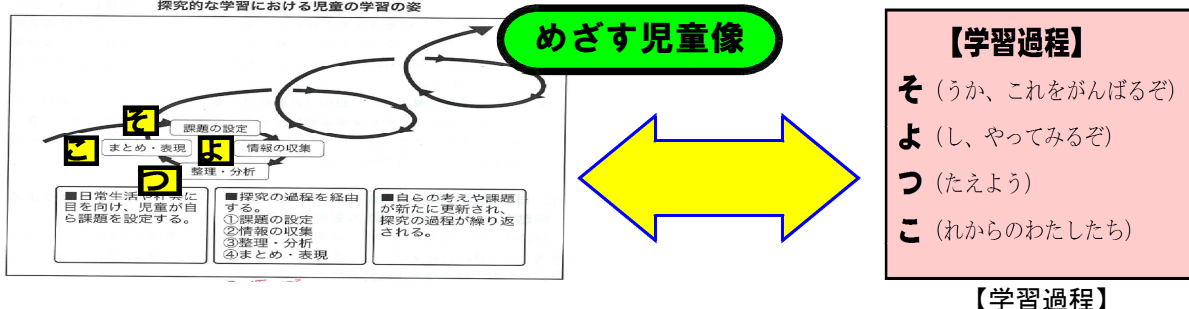 探究的な学習における児童の学習の姿
めざす児童像
そ
課題の設定
こ
まとめ・表現
よ
情報の収集
整理・分析
つ
■日常生活や
に
目を向け、児童が自
ら課題を設定する。
■探究の過程を経由
する。
①課題の設定
②情報の収集
③整理・分析
④まとめ・表現
■自らの考えや課題
が新たに更新され、
探究の過程が繰り返
される。
【学習過程】
そ（うか、これをがんばるぞ）
よ（し、やってみるぞ）
つ（たえよう）
こ（れからのわたしたち）
【学習過程】